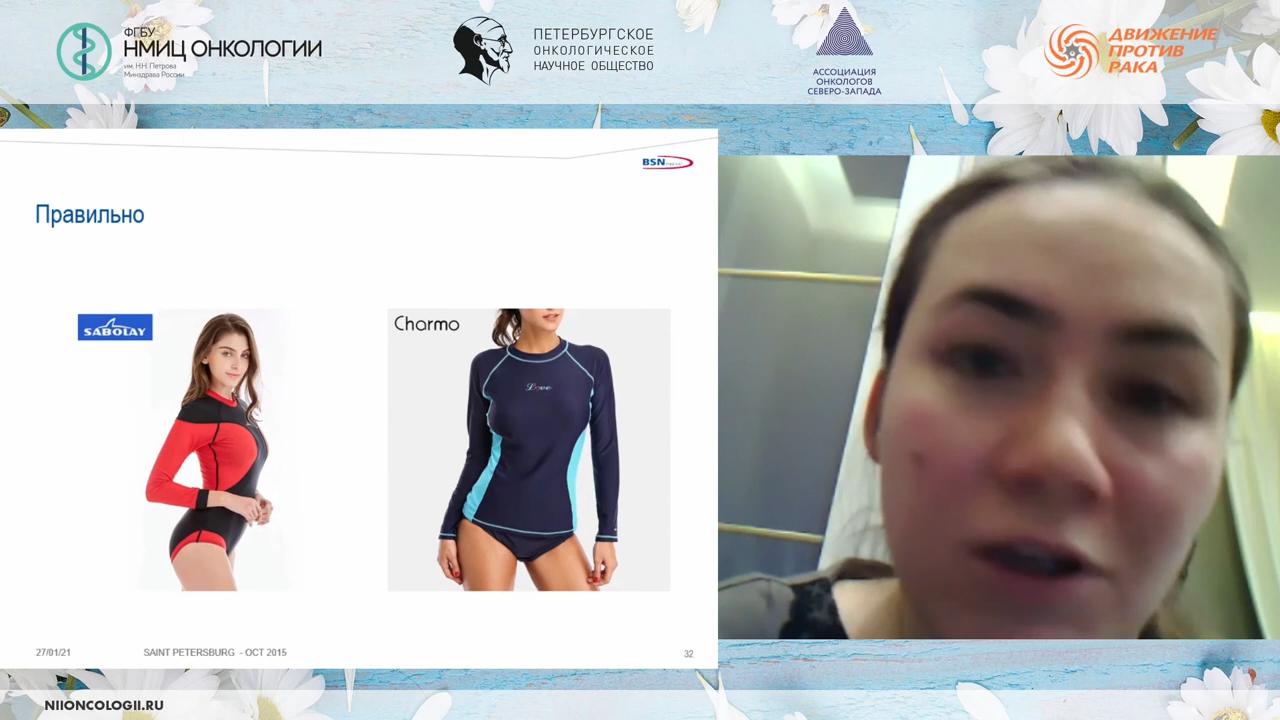 ФГБУ
НМИЦ ОНКОЛОГИИ
им. Н.Н. Петрова
Минздрава России
ПЕТЕРБУРГСКОЕ
ОНКОЛОГИЧЕСКОЕ
НАУЧНОЕ ОБЩЕСТВО
АССОЦИАЦИЯ
ОНКОЛОГОВ
СЕВЕРО-ЗАПАДА
ДВИЖЕНИЕ
ПРОТИВ
РАКА
BSN
Правильно
SABOLAY
Charmo
Love
27/01/21
SAINT PETERSBURG - OCT 2015
32
NIIONCOLOGII.RU